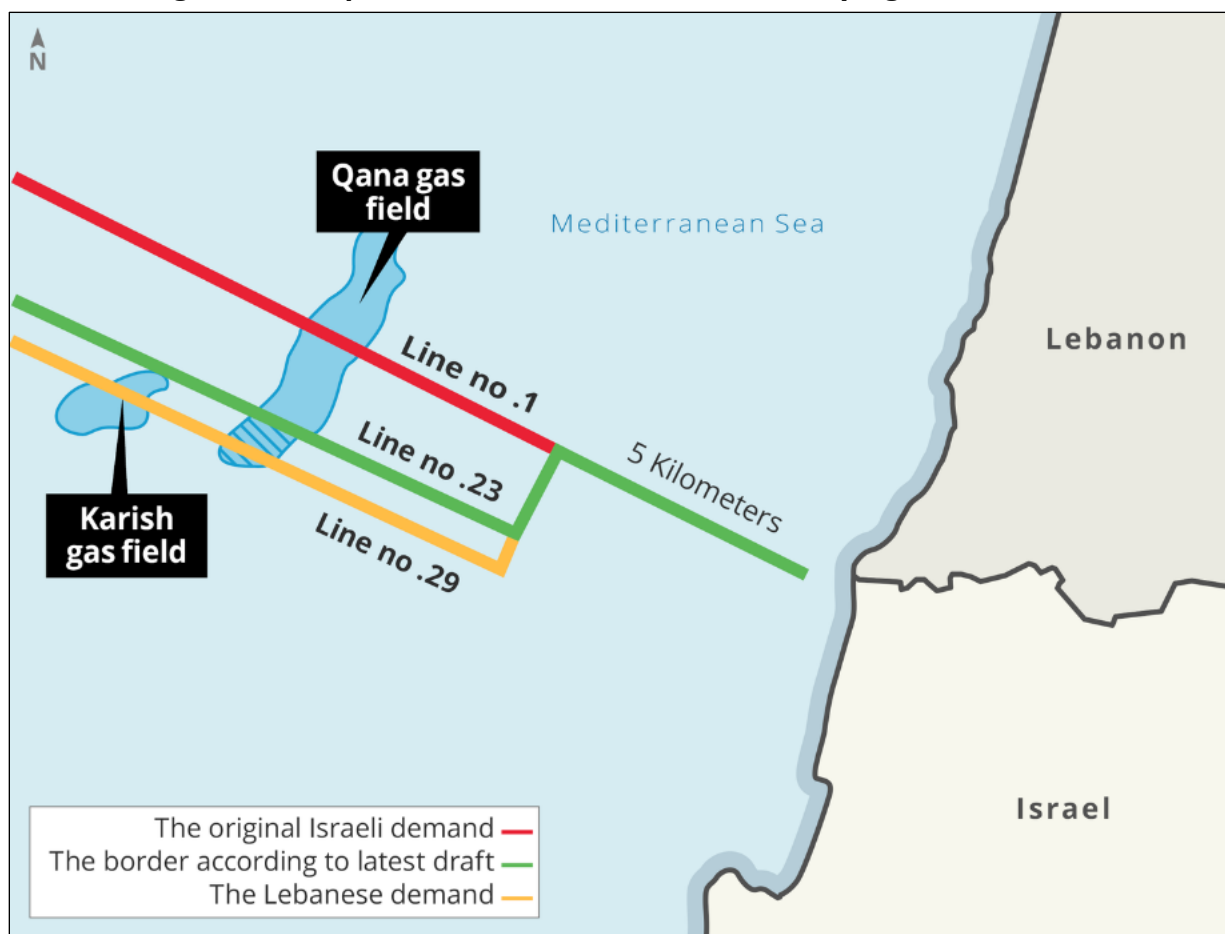 N
Qana gas
field
Mediterranean Sea
Lebanon
Line no .1
5 Kilometers
Line no .23
Karish
gas field
Line no .29
Israel
The original Israeli demand
The border according to latest draft
The Lebanese demand